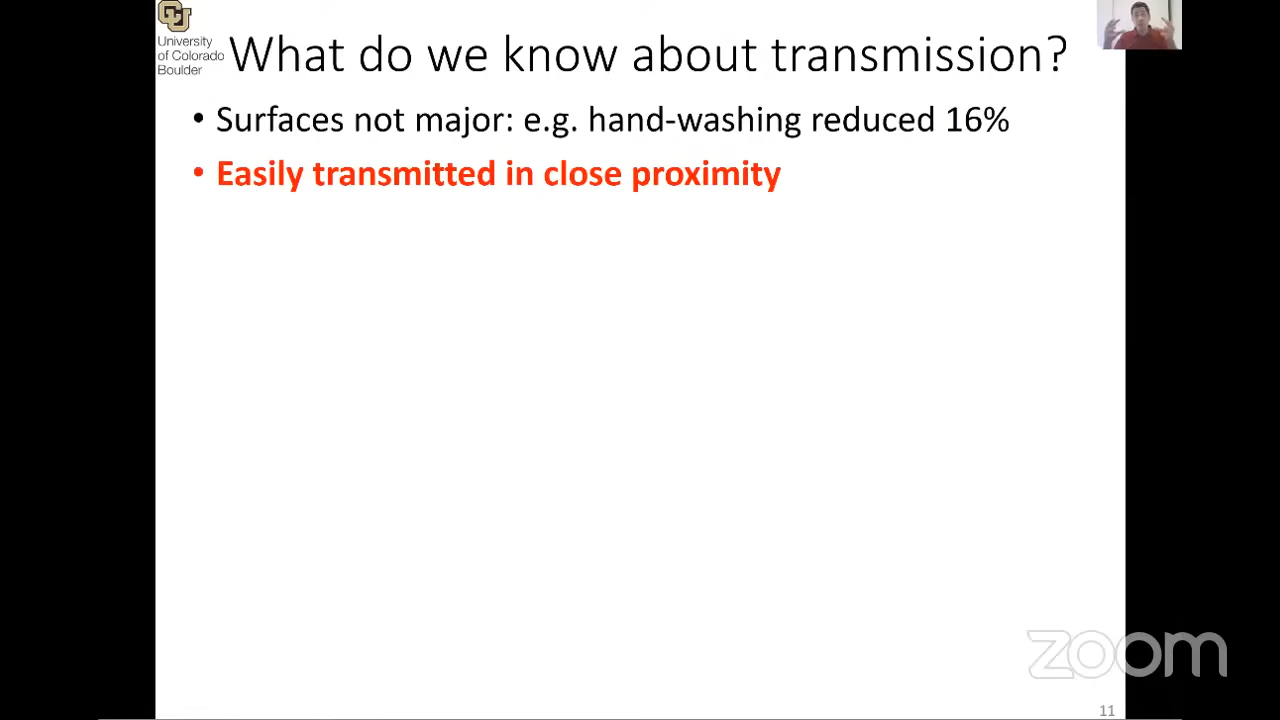 University
of Colorado
Boulder
What do we know about transmission?
• Surfaces not major: e.g. hand-washing reduced 16%
• Easily transmitted in close proximity
zoom
11